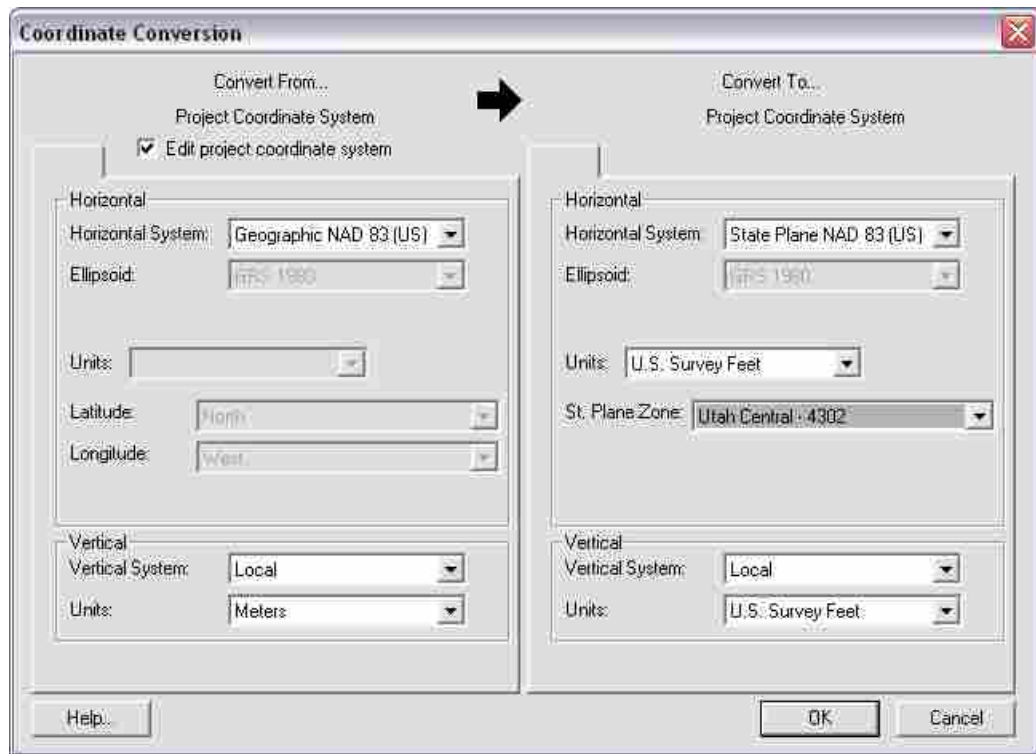 Coordinate Conversion
Convert From...
Project Coordinate System
Edit project coordinate system
Horizontal
Horizontal System: Geographic NAD 83 (US)
Ellipsoid: GRS 1980
Units:
Latitude: North
Longitude: West
Vertical
Vertical System: Local
Units: Meters
Convert To...
Project Coordinate System
Horizontal
Horizontal System: State Plane NAD 83 (US)
Ellipsoid: GRS 1980
Units: U.S. Survey Feet
St. Plane Zone: Utah Central - 4302
Vertical
Vertical System: Local
Units: U.S. Survey Feet
Help...
OK
Cancel